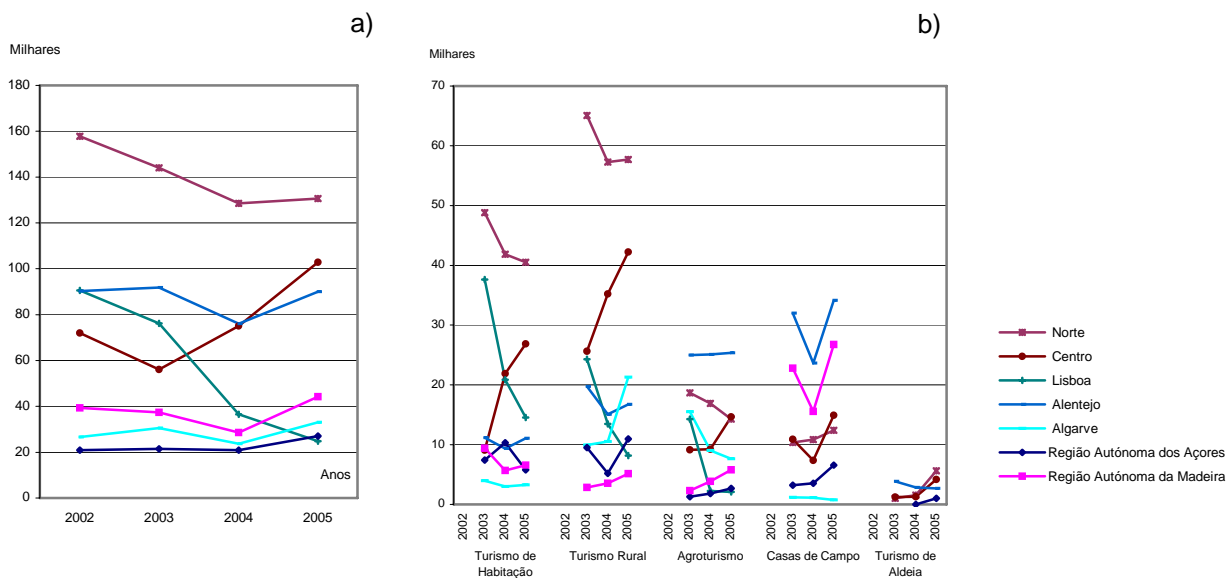 a)
b)
Milhares
180
160
140
120
100
80
60
40
20
0
Anos
2002
2003
2004
2005
Milhares
70
60
50
40
30
20
10
0
2002
2003
2004
2005
2002
2003
2004
2005
2002
2003
2004
2005
2002
2003
2004
2005
2002
2003
2004
2005
Turismo de
Habitação
Turismo Rural
Agroturismo
Casas de Campo
Turismo de
Aldeia
Norte
Centro
Lisboa
Alentejo
Algarve
Região Autónoma dos Açores
Região Autónoma da Madeira